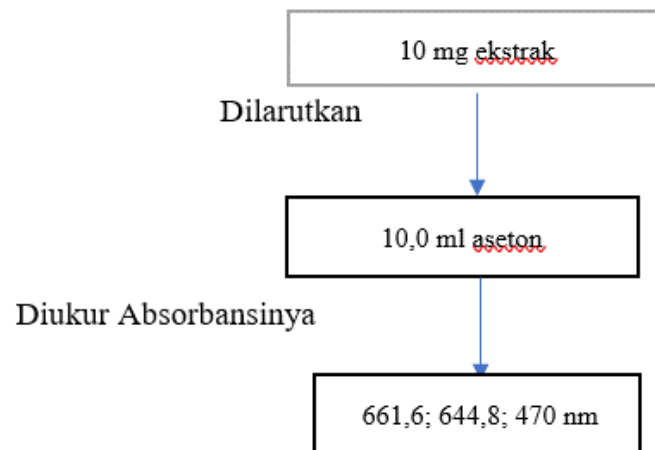 10 mg ekstrak
Dilarutkan
10,0 ml aseton
Diukur Absorbansinya
661,6; 644,8; 470 nm